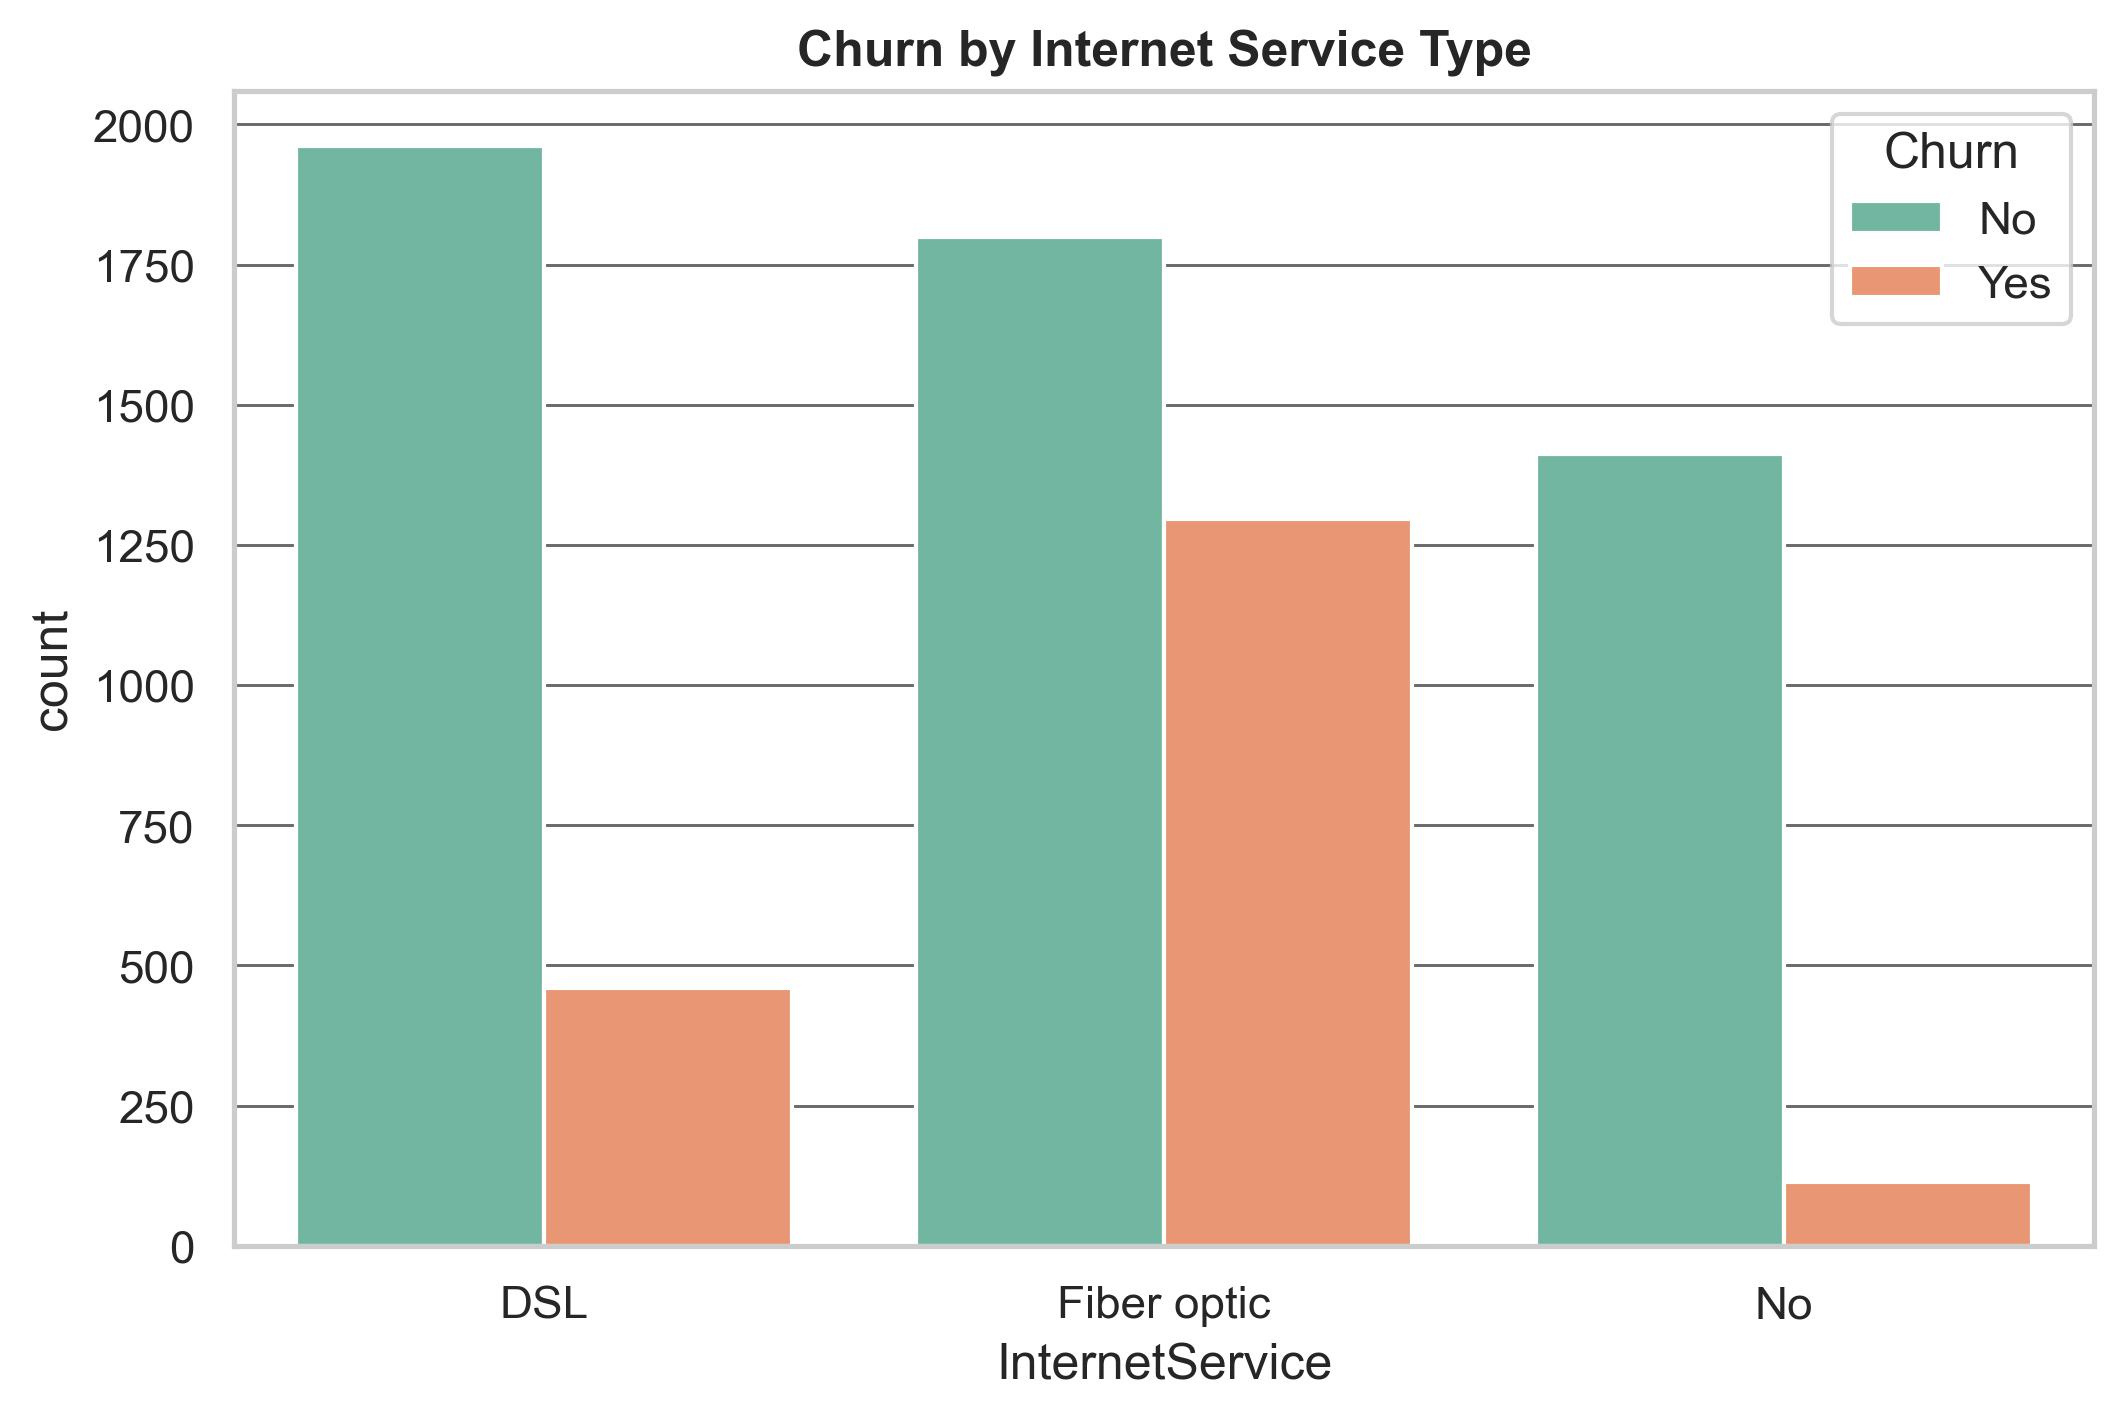 Churn by Internet Service Type
2000
1750
1500
1250
1000
750
500
250
0
count
Churn
No
Yes
DSL
Fiber optic
No
InternetService